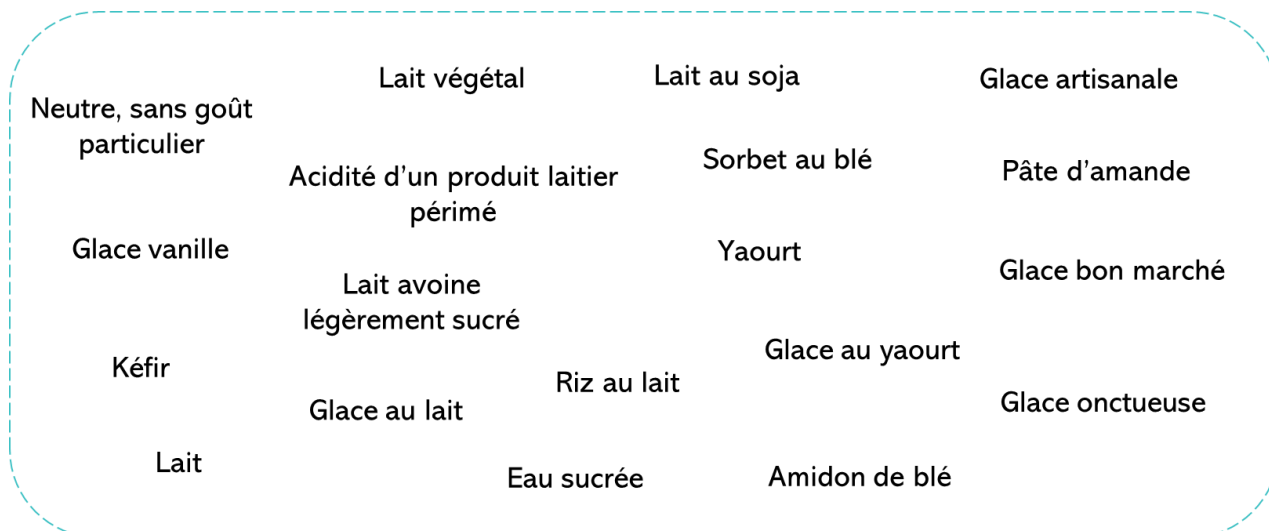 Lait végétal
Lait au soja
Glace artisanale
Neutre, sans goût
particulier
Sorbet au blé
Pâte d’amande
Acidité d’un produit laitier
périmé
Glace vanille
Yaourt
Glace bon marché
Lait avoine
légèrement sucré
Glace au yaourt
Kéfir
Riz au lait
Glace au lait
Glace onctueuse
Lait
Eau sucrée
Amidon de blé